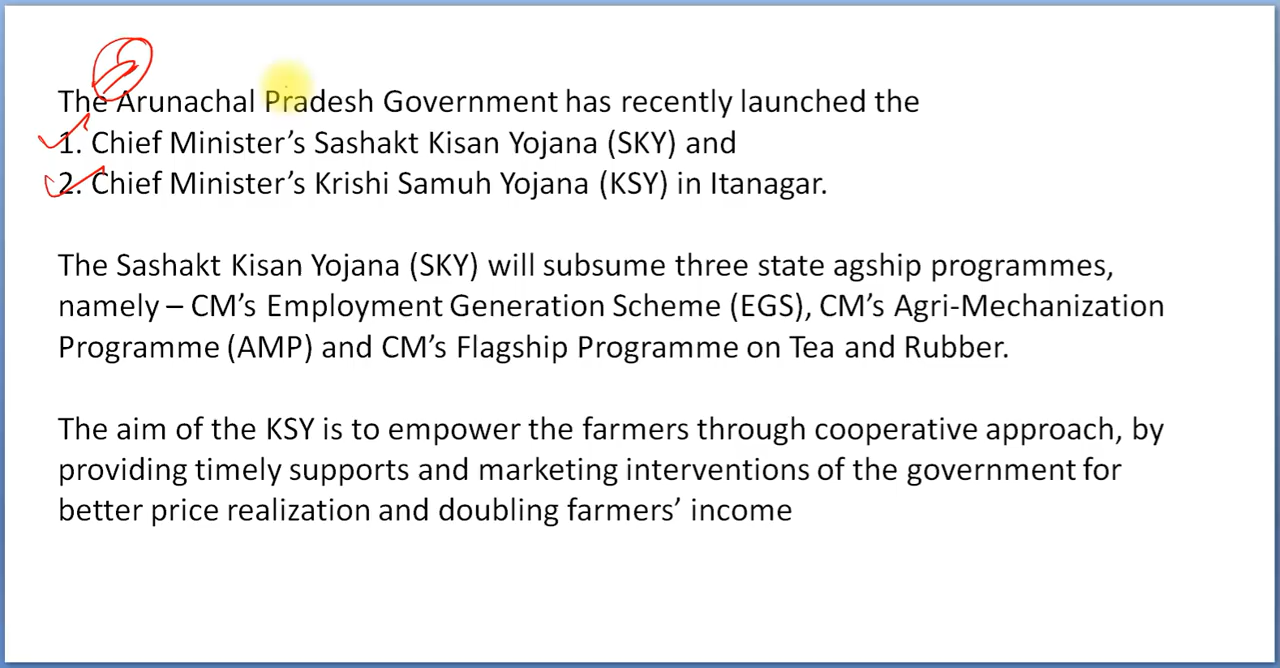 The Arunachal Pradesh Government has recently launched the
1. Chief Minister’s Sashakt Kisan Yojana (SKY) and
2. Chief Minister’s Krishi Samuh Yojana (KSY) in Itanagar.
The Sashakt Kisan Yojana (SKY) will subsume three state agship programmes,
namely – CM’s Employment Generation Scheme (EGS), CM’s Agri-Mechanization
Programme (AMP) and CM’s Flagship Programme on Tea and Rubber.
The aim of the KSY is to empower the farmers through cooperative approach, by
providing timely supports and marketing interventions of the government for
better price realization and doubling farmers’ income